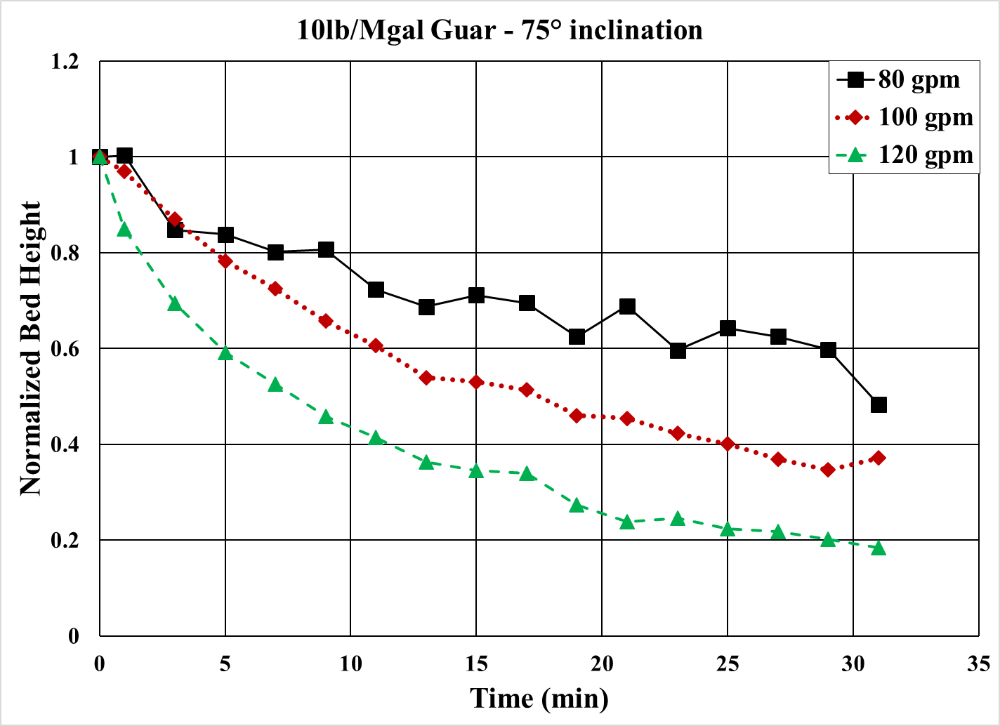 10lb/Mgal Guar - 75° inclination
1.2
1
0.8
0.6
0.4
0.2
0
Normalized Bed Height
80 gpm
100 gpm
120 gpm
0 5 10 15 20 25 30 35
Time (min)